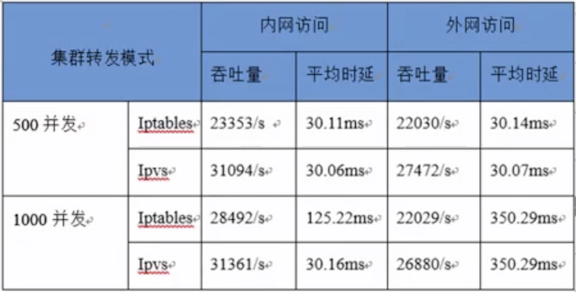 集群转发模式 内网访问 外网访问
吞吐量 平均时延 吞吐量 平均时延
500 并发 Iptables 23353/s 30.11ms 22030/s 30.14ms
Ipvs 31094/s 30.06ms 27472/s 30.07ms
1000 并发 Iptables 28492/s 125.22ms 22029/s 350.29ms
Ipvs 31361/s 30.16ms 26880/s 350.29ms